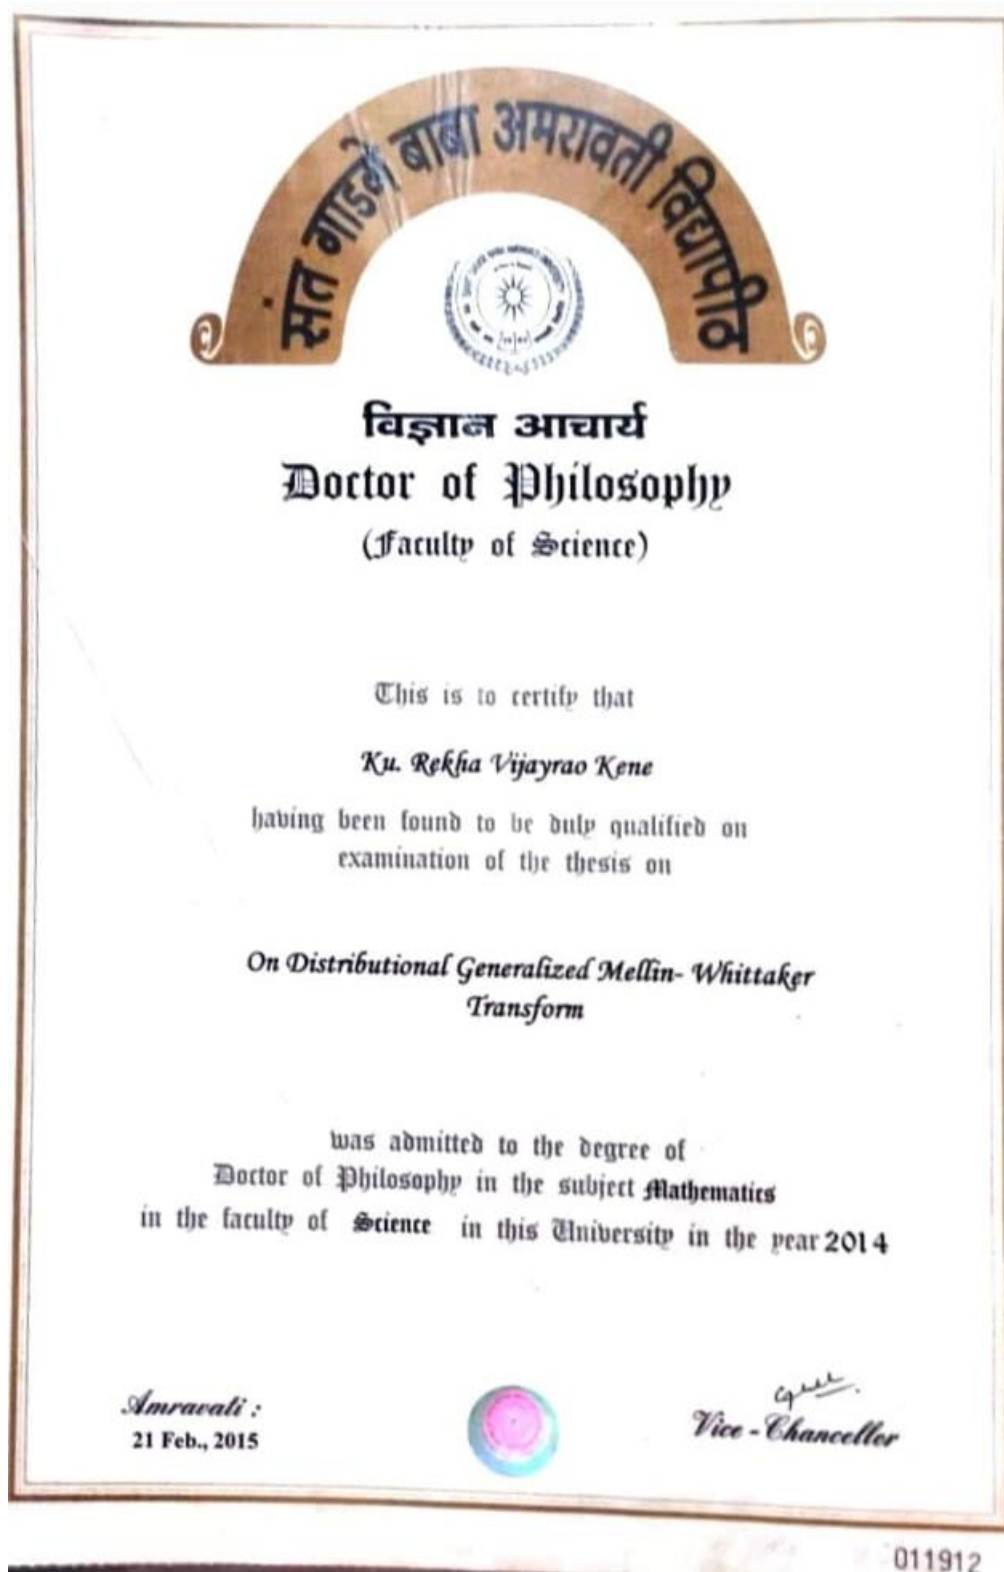 संत गाडगे बाबा अमरावती विद्यापीठ
विज्ञान आचार्य
Doctor of Philosophy
(Faculty of Science)
This is to certify that
Ku. Rekha Vijayrao Kene
having been found to be duly qualified on
examination of the thesis on
On Distributional Generalized Mellin- Whittaker
Transform
was admitted to the degree of
Doctor of Philosophy in the subject Mathematics
in the faculty of Science in this University in the year 2014
Amravati :
21 Feb., 2015
Vice - Chancellor
011912